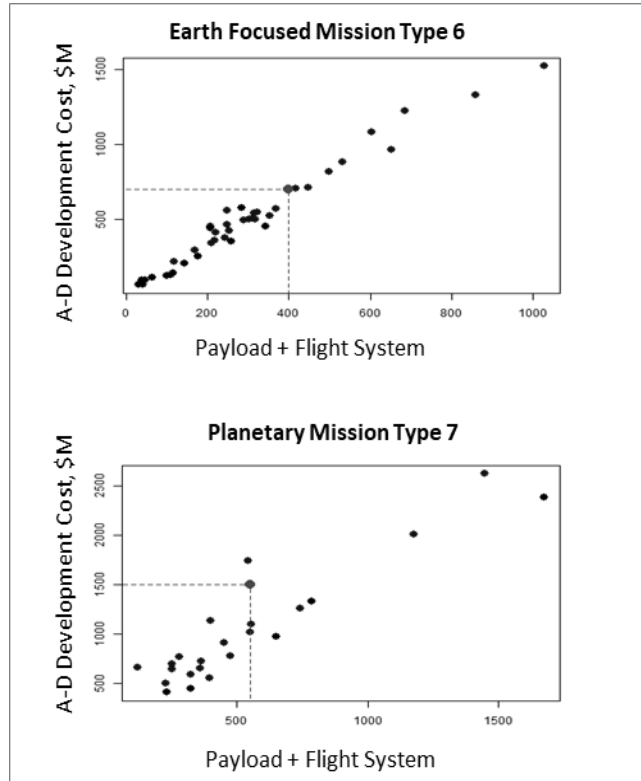 Earth Focused Mission Type 6
A-D Development Cost, $M
1500
1000
500
0
200
400
600
800
1000
Payload + Flight System
Planetary Mission Type 7
A-D Development Cost, $M
2500
2000
1500
1000
500
500
1000
1500
Payload + Flight System